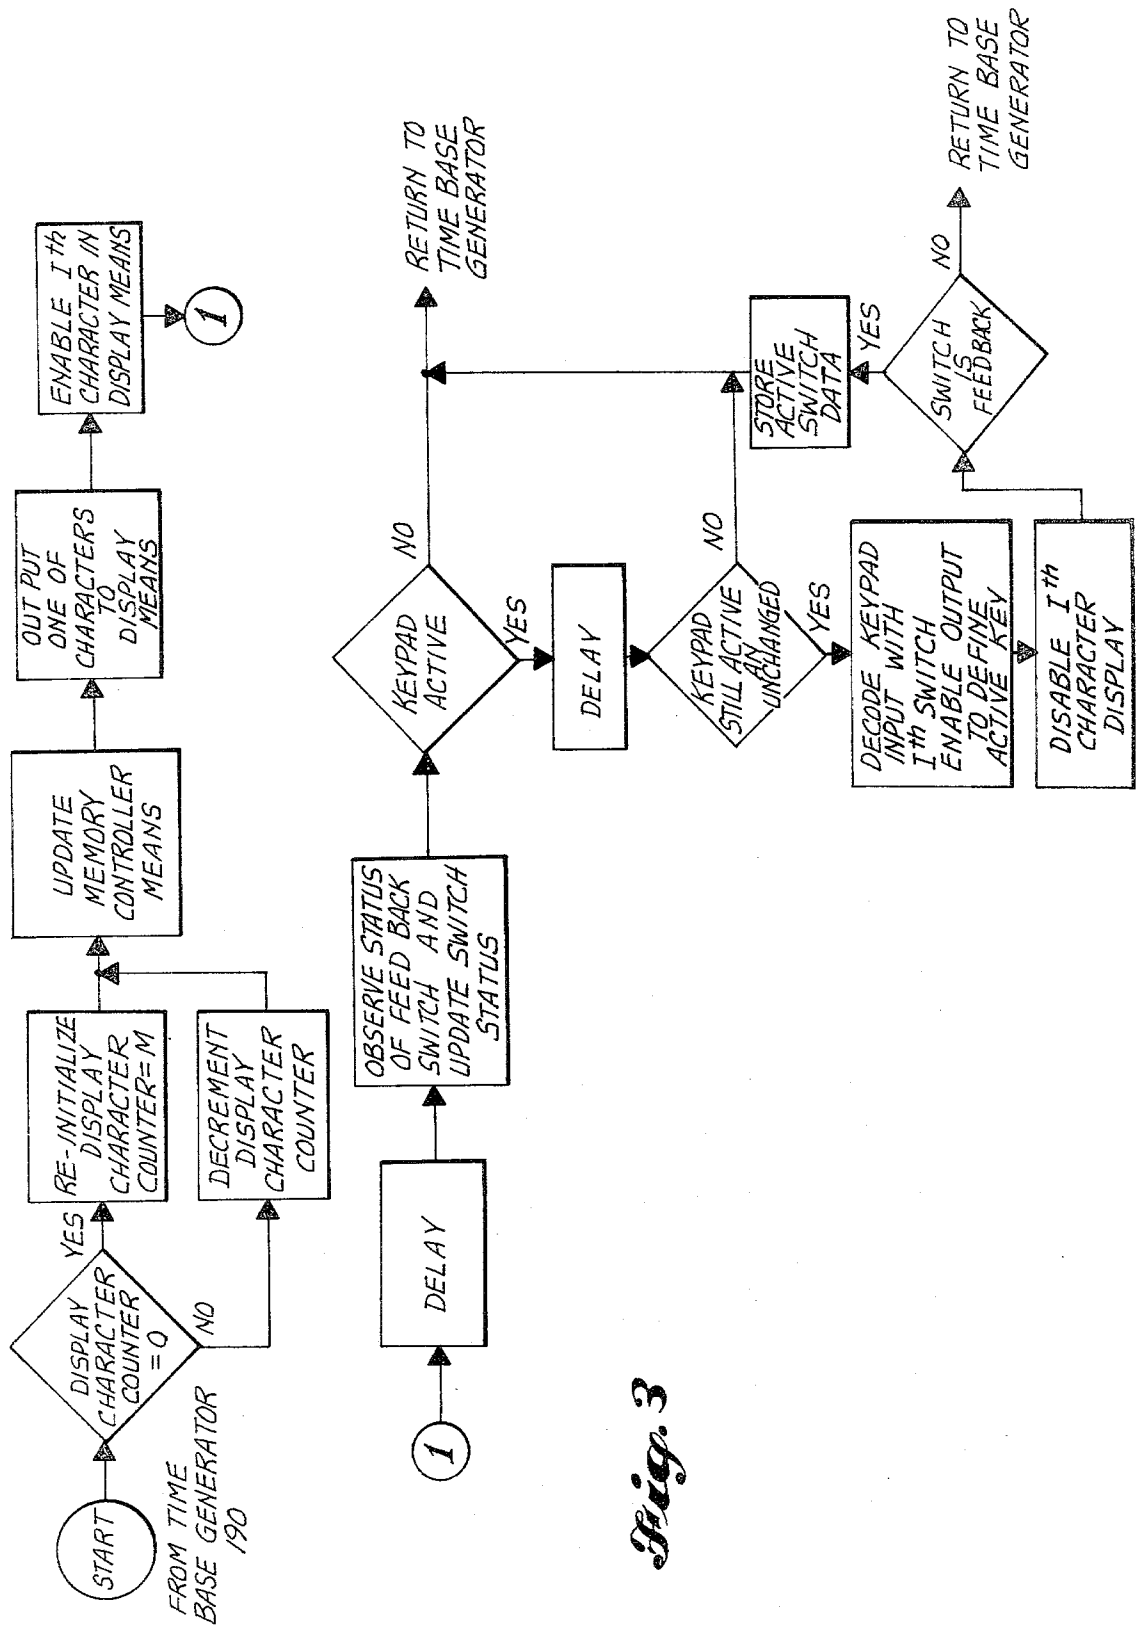 START
FROM TIME
BASE GENERATOR
190
DISPLAY
CHARACTER
COUNTER
=0
YES
NO
RE-INITIALIZE
DISPLAY
CHARACTER
COUNTER=M
DECREMENT
DISPLAY
CHARACTER
COUNTER
UPDATE
MEMORY
CONTROLLER
MEANS
OUTPUT
ONE OF
CHARACTERS
TO
DISPLAY
MEANS
ENABLE Ith
CHARACTER IN
DISPLAY MEANS
1
1
DELAY
OBSERVE STATUS
OF FEED BACK
SWITCH AND
UPDATE SWITCH
STATUS
KEYPAD
ACTIVE
NO
RETURN TO
TIME BASE
GENERATOR
YES
DELAY
KEYPAD
STILL ACTIVE
AN
UNCHANGED
NO
YES
DECODE KEYPAD
INPUT WITH
Ith SWITCH
ENABLE OUTPUT
TO DEFINE
ACTIVE KEY
DISABLE Ith
CHARACTER
DISPLAY
SWITCH
IS
FEEDBACK
YES
STORE
ACTIVE
SWITCH
DATA
NO
RETURN TO
TIME BASE
GENERATOR
Fig. 3